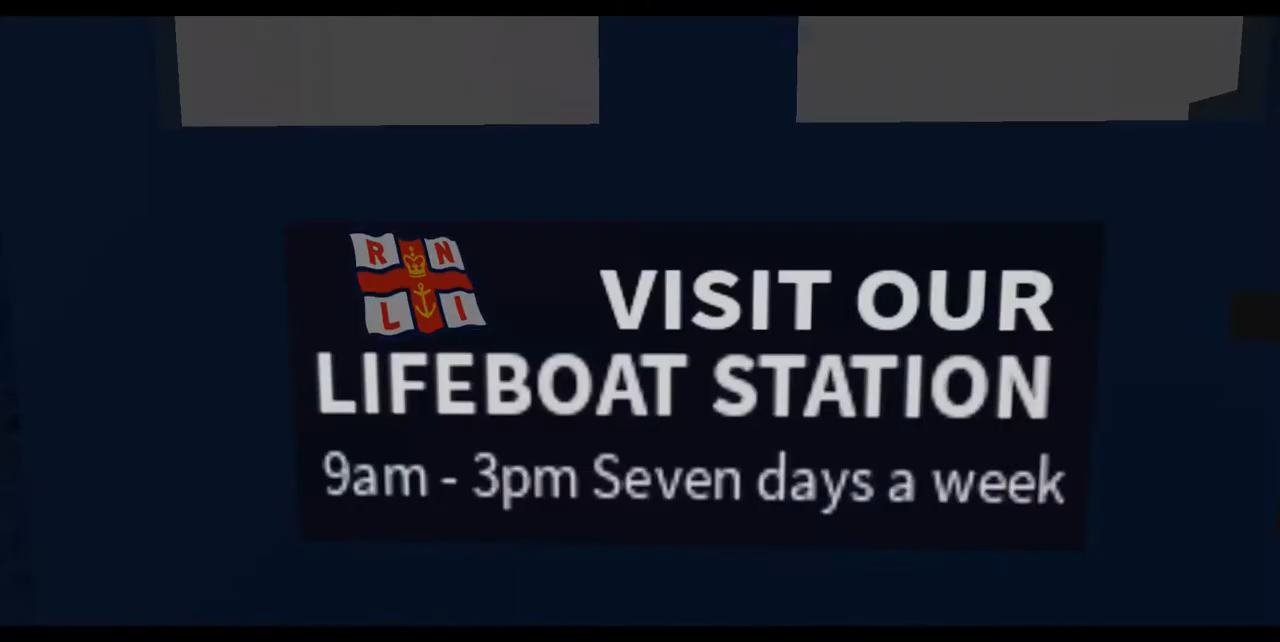 R N
L I
VISIT OUR
LIFEBOAT STATION
9am - 3pm Seven days a week